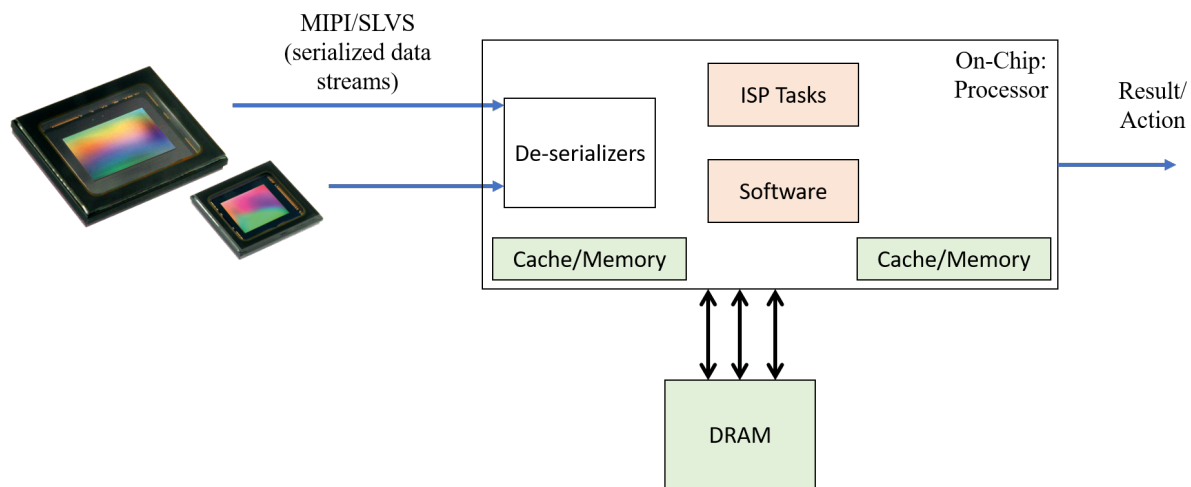 MIPI/SLVS
(serialized data
streams)
De-serializers
ISP Tasks
Software
On-Chip:
Processor
Cache/Memory
Cache/Memory
DRAM
Result/
Action